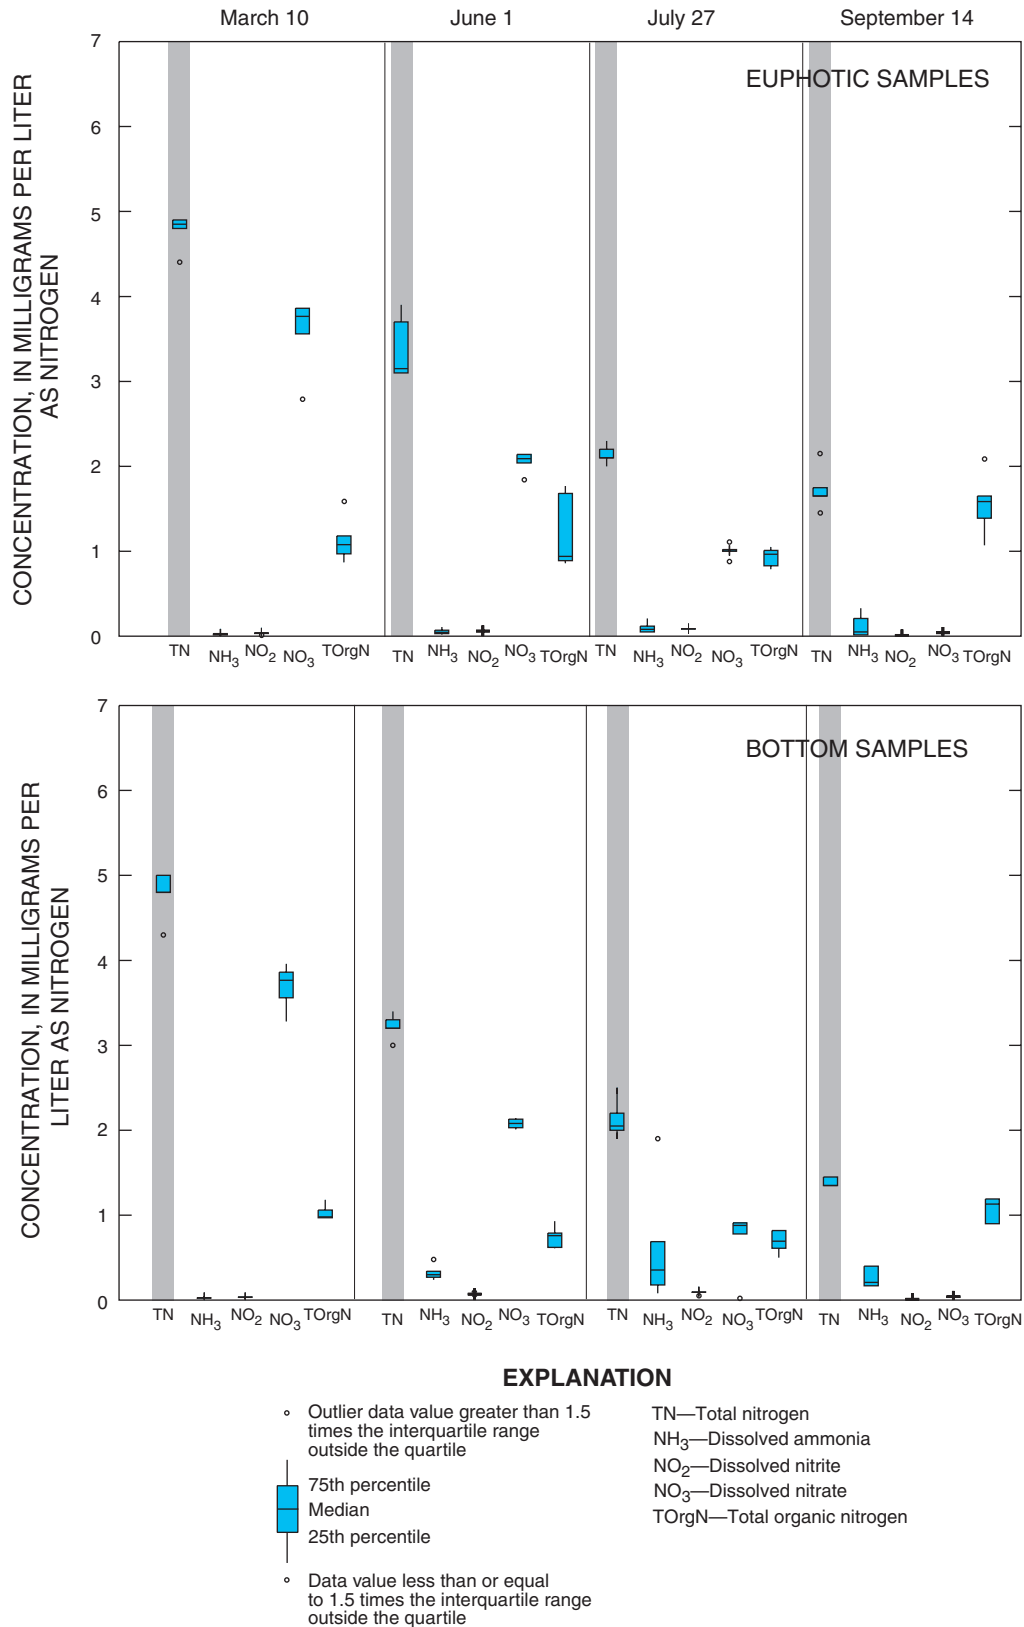 March 10
June 1
July 27
September 14
EUPHOTIC SAMPLES
CONCENTRATION, IN MILLIGRAMS PER LITER
AS NITROGEN
7
6
5
4
3
2
1
0
TN NH3 NO2 NO3 TOrgN TN NH3 NO2 NO3 TOrgN TN NH3 NO2 NO3 TOrgN TN NH3 NO2 NO3 TOrgN
BOTTOM SAMPLES
CONCENTRATION, IN MILLIGRAMS PER
LITER AS NITROGEN
7
6
5
4
3
2
1
0
TN NH3 NO2 NO3 TOrgN TN NH3 NO2 NO3 TOrgN TN NH3 NO2 NO3 TOrgN TN NH3 NO2 NO3 TOrgN
EXPLANATION
Outlier data value greater than 1.5
times the interquartile range
outside the quartile
75th percentile
Median
25th percentile
Data value less than or equal
to 1.5 times the interquartile range
outside the quartile
TN—Total nitrogen
NH3—Dissolved ammonia
NO2—Dissolved nitrite
NO3—Dissolved nitrate
TOrgN—Total organic nitrogen